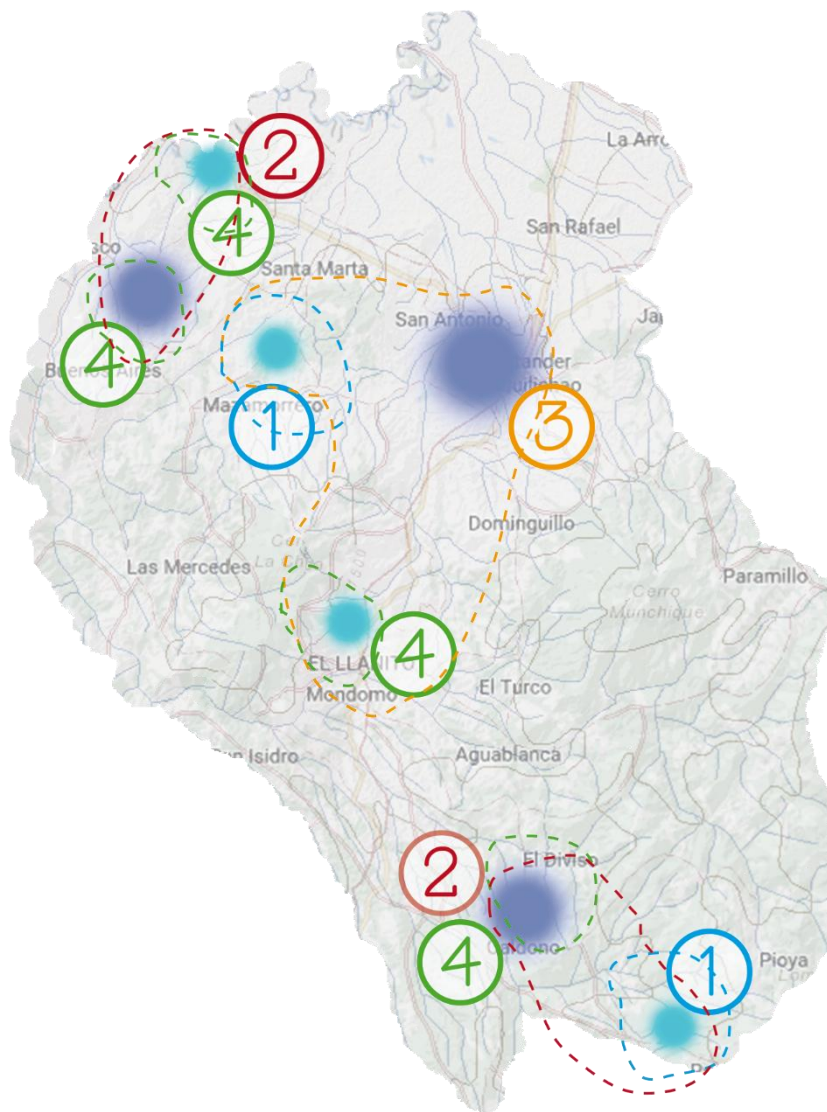 La Arro
2
San Rafael
4
Santa Marta
San Antonio
Buenos Aires
4
Mazamorrero
1
3
Dominguillo
Las Mercedes
Paramillo
Cerro
Munchique
4
EL LLANITO
Mondomo
El Turco
Aguablanca
El Diviso
2
4
1
Pioya